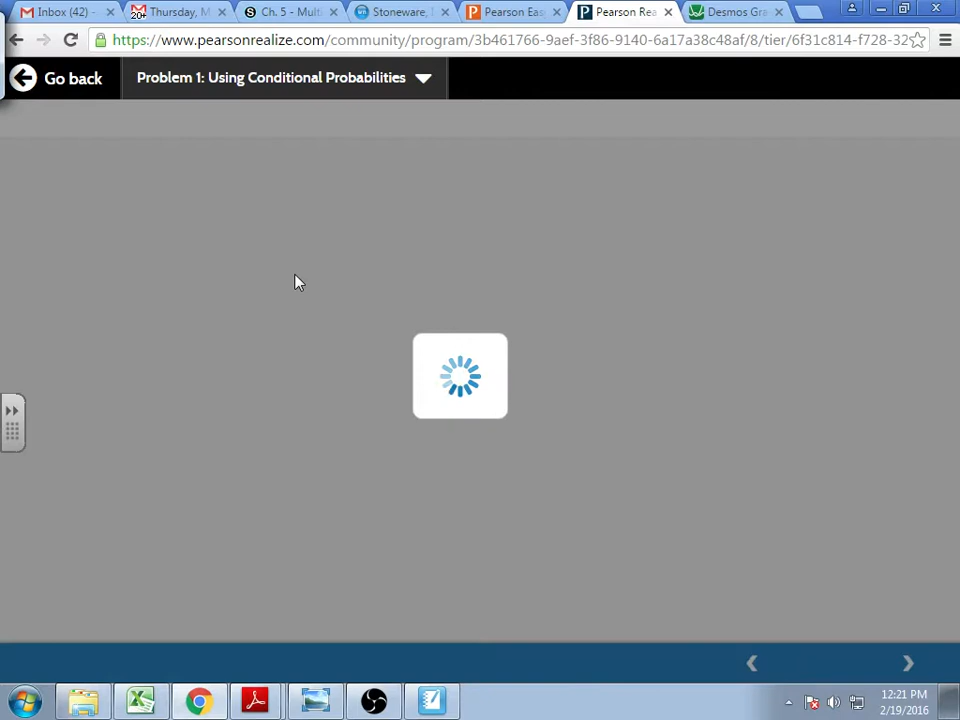 Inbox (42) -
20+
Thursday, M
Ch. 5 - Mult
Stoneware, I
Pearson Eas
Pearson Rea
Desmos Gra
https://www.pearsonrealize.com/community/program/3b461766-9aef-3f86-9140-6a17a38c48af/8/tier/6f31c814-f728-32
Go back
Problem 1: Using Conditional Probabilities
12:21 PM
2/19/2016